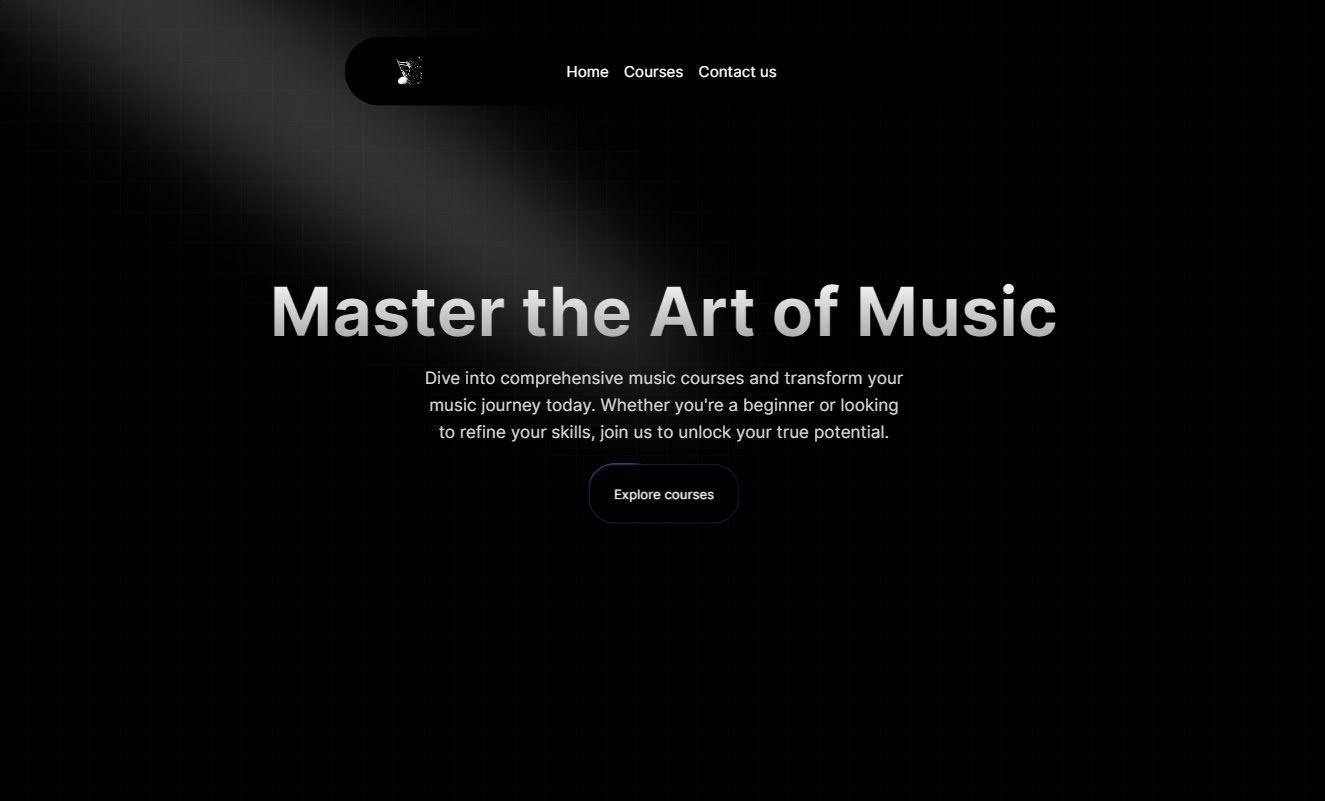 Home Courses Contact us
Master the Art of Music
Dive into comprehensive music courses and transform your
music journey today. Whether you're a beginner or looking
to refine your skills, join us to unlock your true potential.
Explore courses